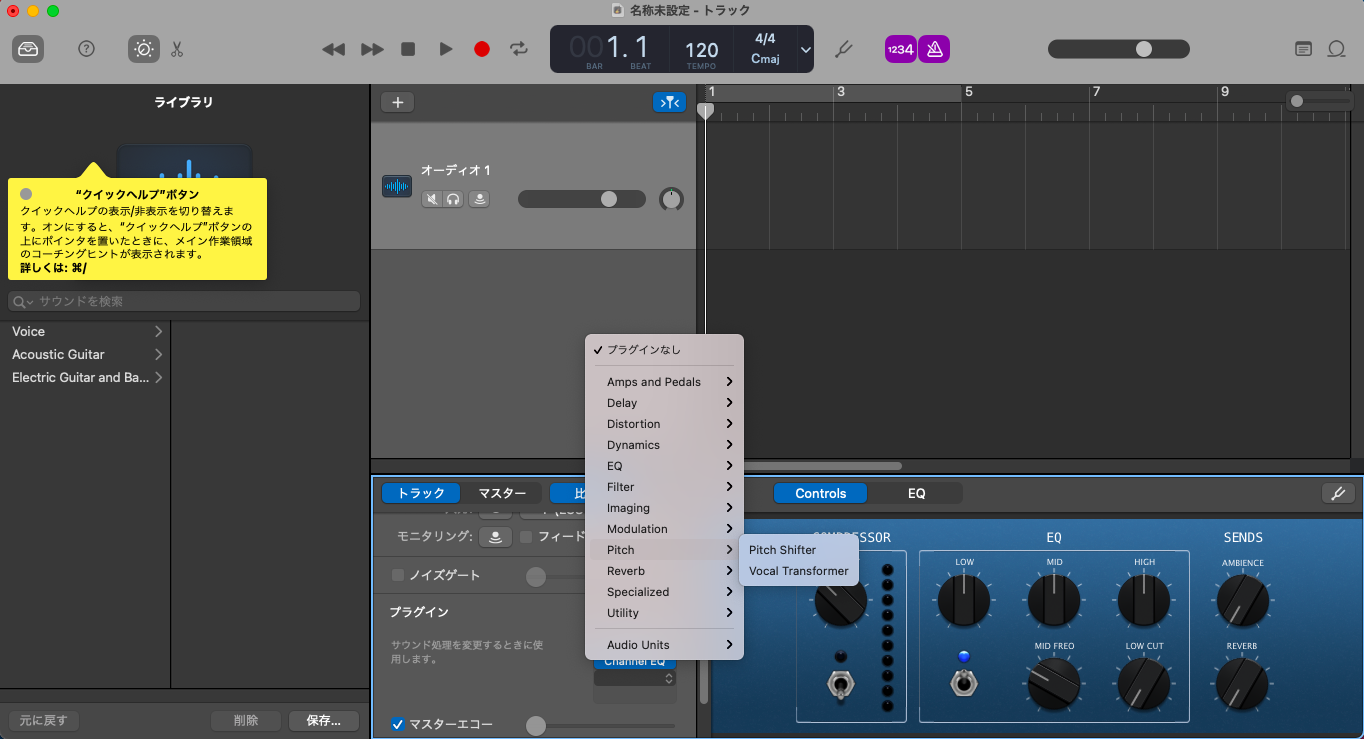 名称未設定 - トラック
001. 1
BAR
BEAT
120
TEMPO
4/4
Cmaj
1234
ライブラリ
“クイックヘルプ”ボタン
クイックヘルプの表示/非表示を切り替えま
す。オンにすると、“クイックヘルプ”ボタンの
上にポインタを置いたときに、メイン作業領域
のコーチングヒントが表示されます。
詳しくは: ⌘/
サウンドを検索
Voice
Acoustic Guitar
Electric Guitar and Ba...
元に戻す
削除
保存...
1
3
5
7
9
オーディオ 1
プラグインなし
Amps and Pedals
Delay
Distortion
Dynamics
EQ
Filter
Imaging
Modulation
Pitch
Reverb
Specialized
Utility
Audio Units
Pitch Shifter
Vocal Transformer
トラック
マスター
比
Controls
EQ
モニタリング:
フィード
ノイズゲート
プラグイン
サウンド処理を変更するときに使
用します。
Channel EQ
マスターエコー
EQ
SENDS
LOW
MID
HIGH
AMBIENCE
MID FREQ
LOW CUT
REVERB